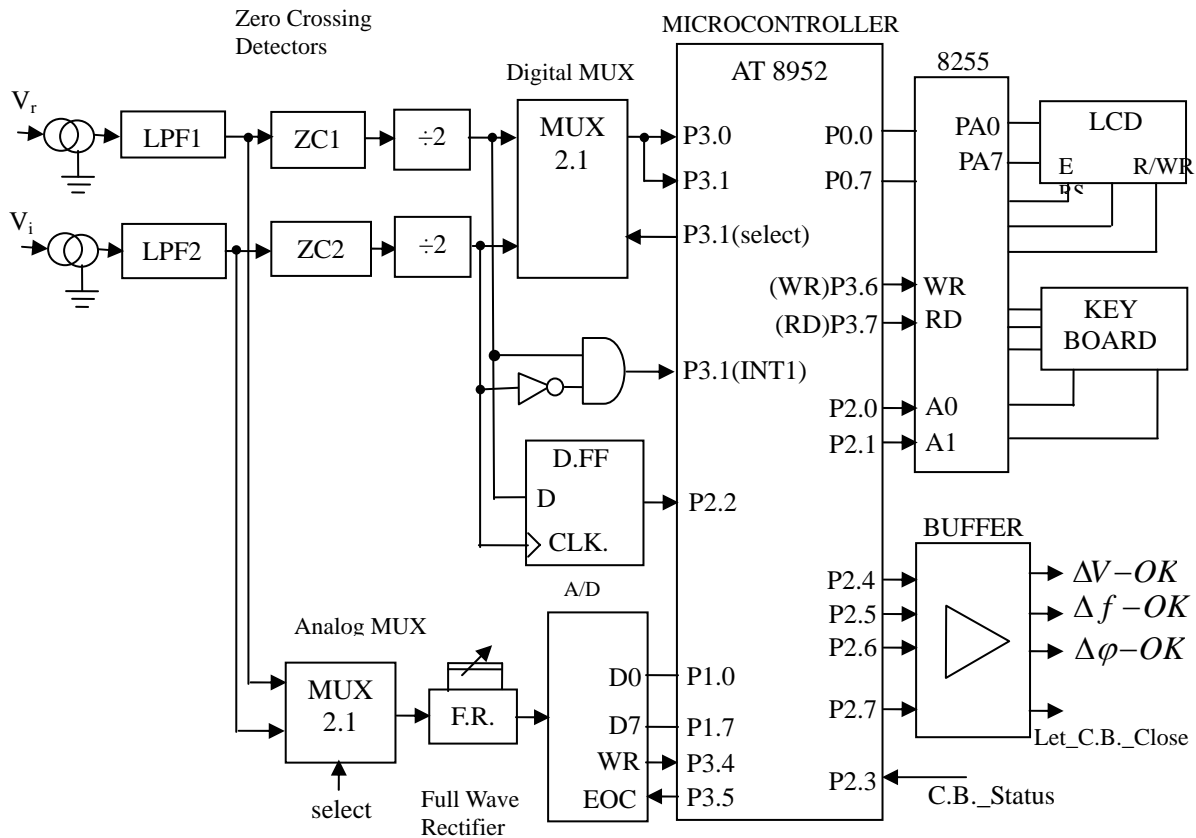 Zero Crossing
Detectors
MICROCONTROLLER
AT 8952
8255
Digital MUX
V_r
LPF1
ZC1
÷2
MUX
2.1
P3.0
P3.1
P0.0
P0.7
PA0
PA7
LCD
E
R/WR
RS
V_i
LPF2
ZC2
÷2
P3.1(select)
(WR)P3.6
WR
(RD)P3.7
RD
KEY
BOARD
P3.1(INT1)
P2.0
A0
P2.1
A1
D.FF
D
CLK.
P2.2
BUFFER
A/D
P2.4
P2.5
P2.6
P2.7
ΔV–OK
Δf–OK
Δφ–OK
Let_C.B._Close
Analog MUX
MUX
2.1
F.R.
D0
D7
WR
EOC
P1.0
P1.7
P3.4
P3.5
P2.3
C.B._Status
select
Full Wave
Rectifier